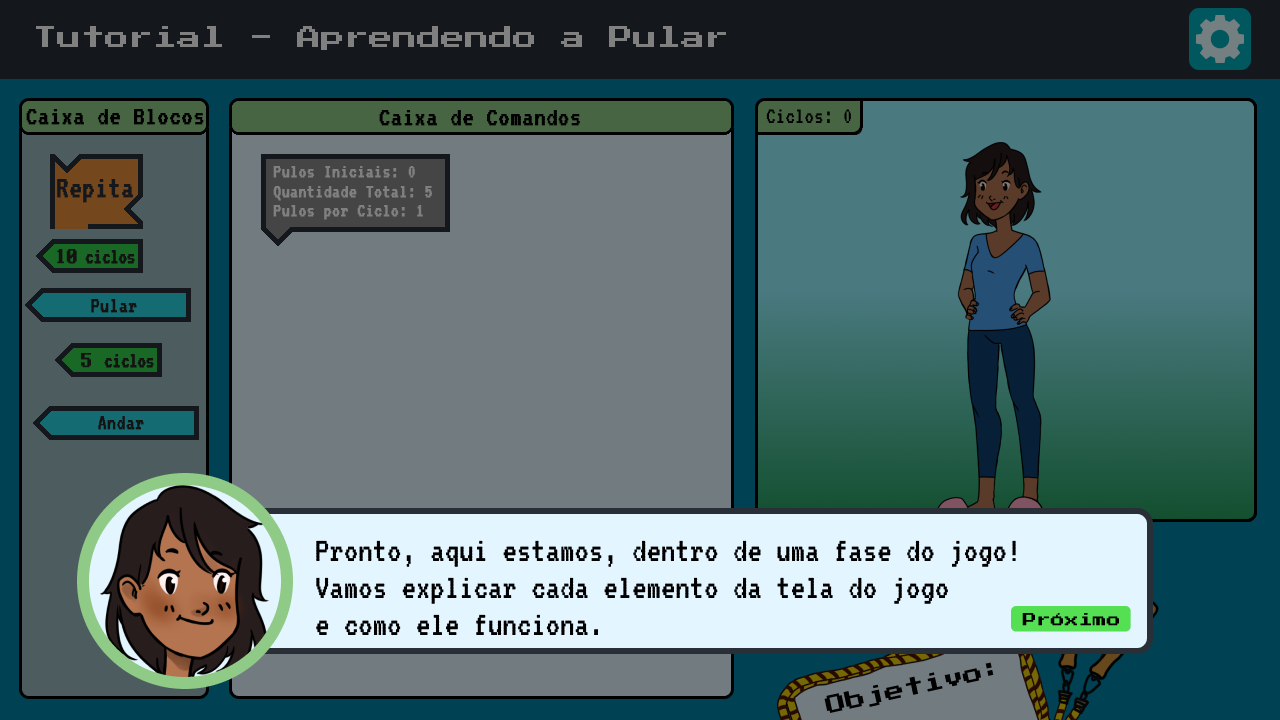 Tutorial - Aprendendo a Pular
Caixa de Blocos
Repita
10 ciclos
Pular
5 ciclos
Andar
Caixa de Comandos
Pulos Iniciais: 0
Quantidade Total: 5
Pulos por Ciclo: 1
Ciclos: 0
Pronto, aqui estamos, dentro de uma fase do jogo!
Vamos explicar cada elemento da tela do jogo
e como ele funciona.
Próximo
Objetivo: